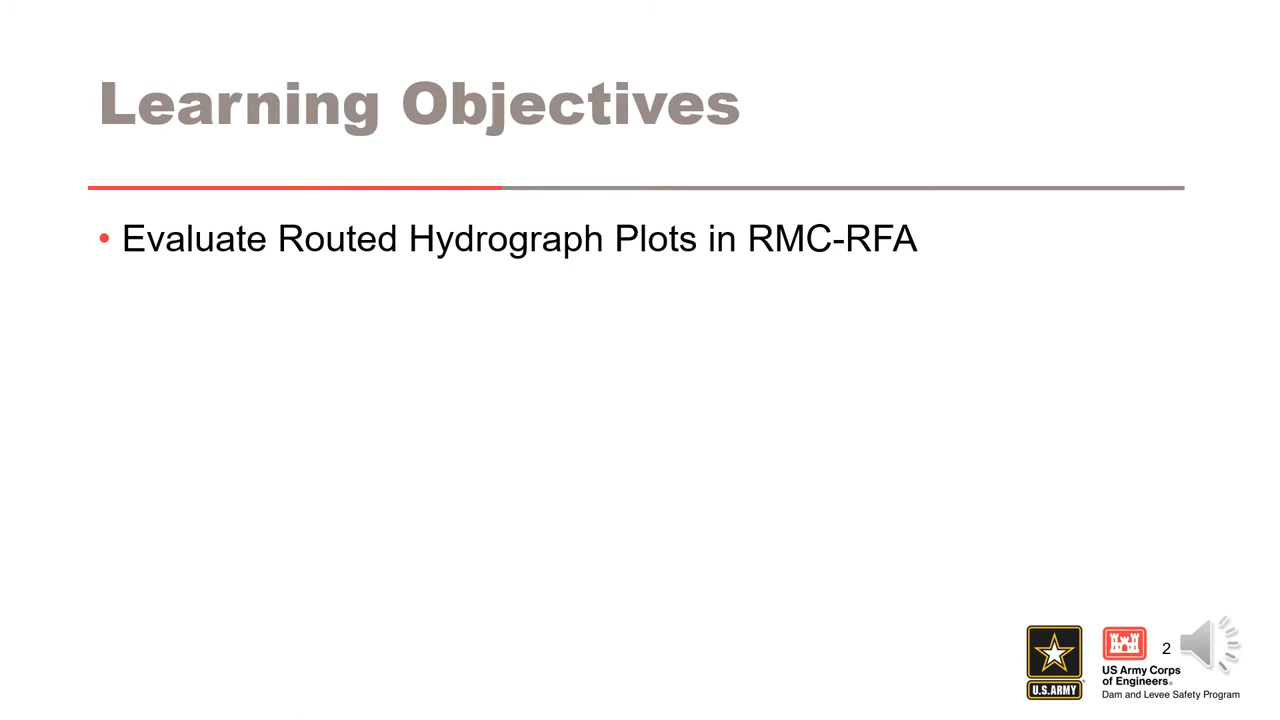 Learning Objectives
• Evaluate Routed Hydrograph Plots in RMC-RFA
2
U.S.ARMY
US Army Corps
of Engineers®
Dam and Levee Safety Program